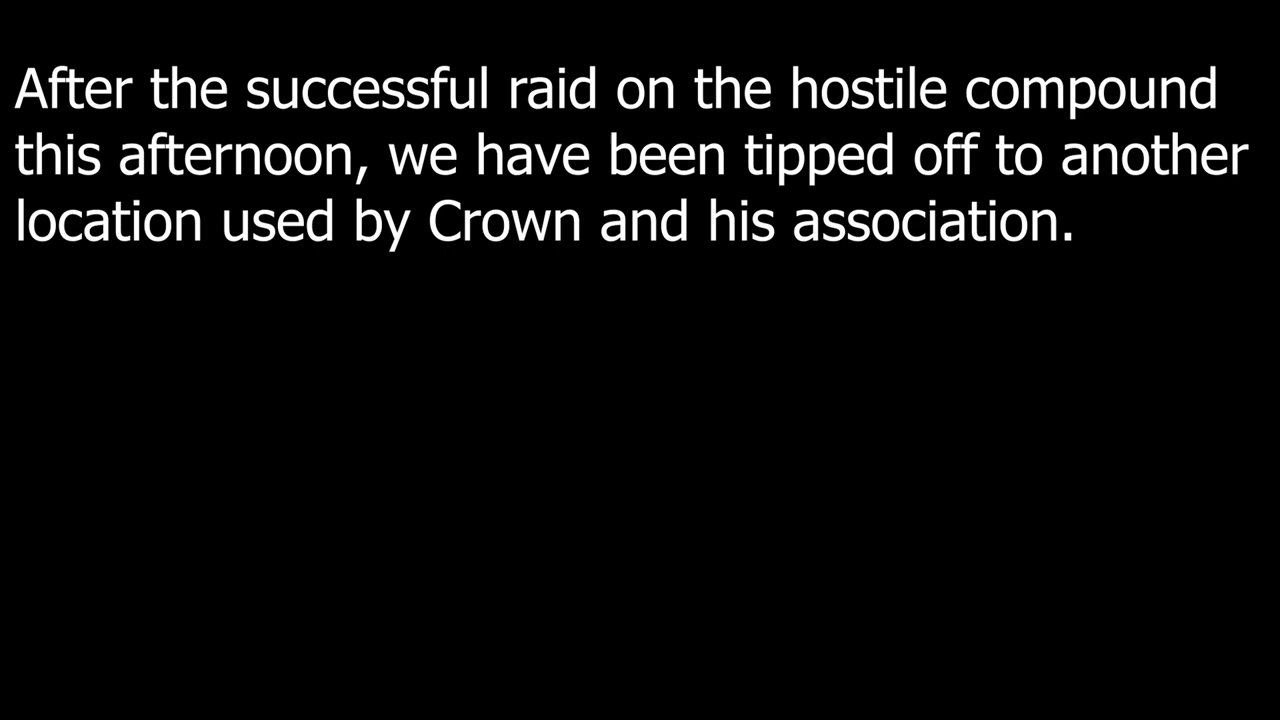 After the successful raid on the hostile compound
this afternoon, we have been tipped off to another
location used by Crown and his association.